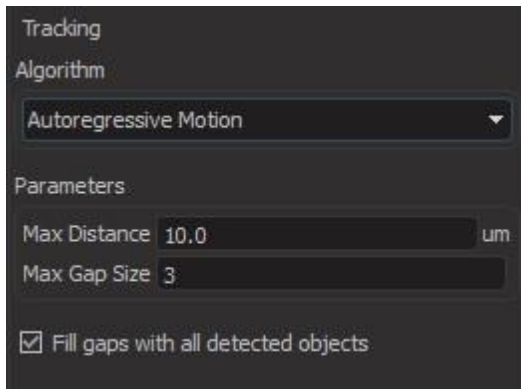 Tracking
Algorithm
Autoregressive Motion
Parameters
Max Distance 10.0 um
Max Gap Size 3
Fill gaps with all detected objects